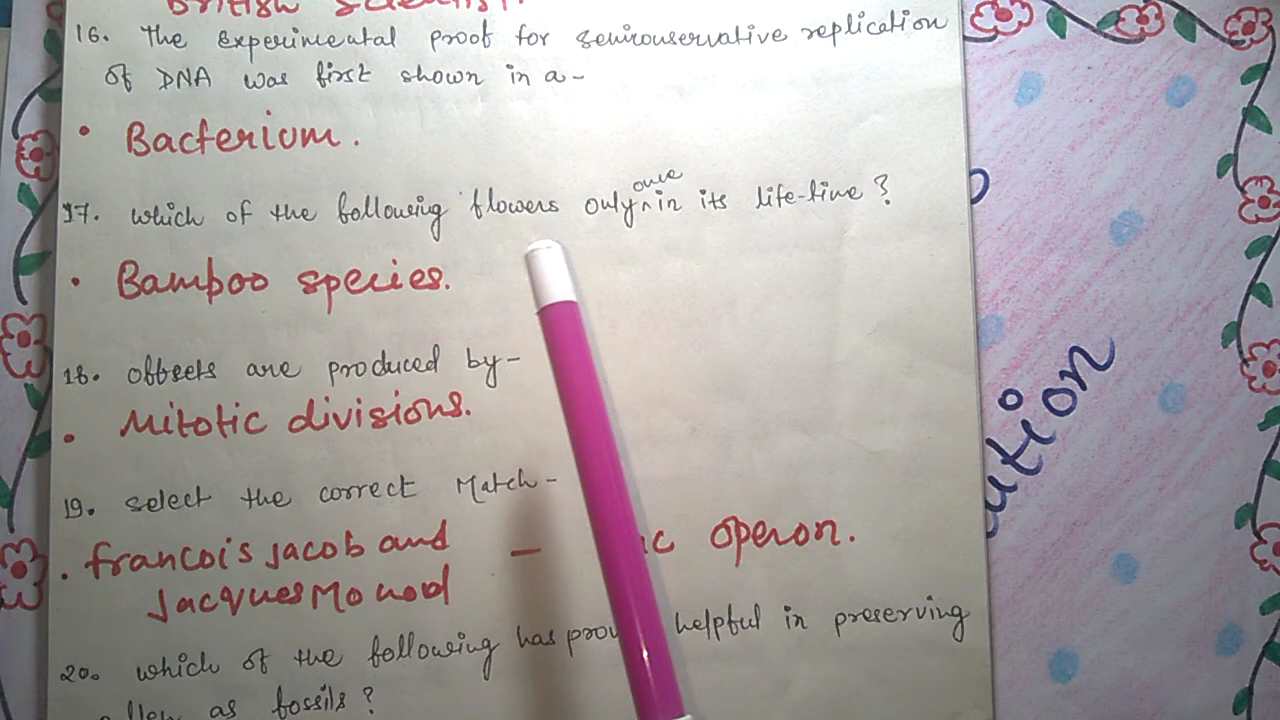 British Scientist.
16. The Experimental proof for semiconservative replication
of DNA was first shown in a-
• Bacterium.
17. which of the following flowers only ^once in its life-time?
• Bamboo species.
18. offsets are produced by-
• Mitotic divisions.
19. select the correct Match-
• francois jacob and - operon.
Jacques Monod
20. which of the following has helpful in preserving
as fossils?
ution